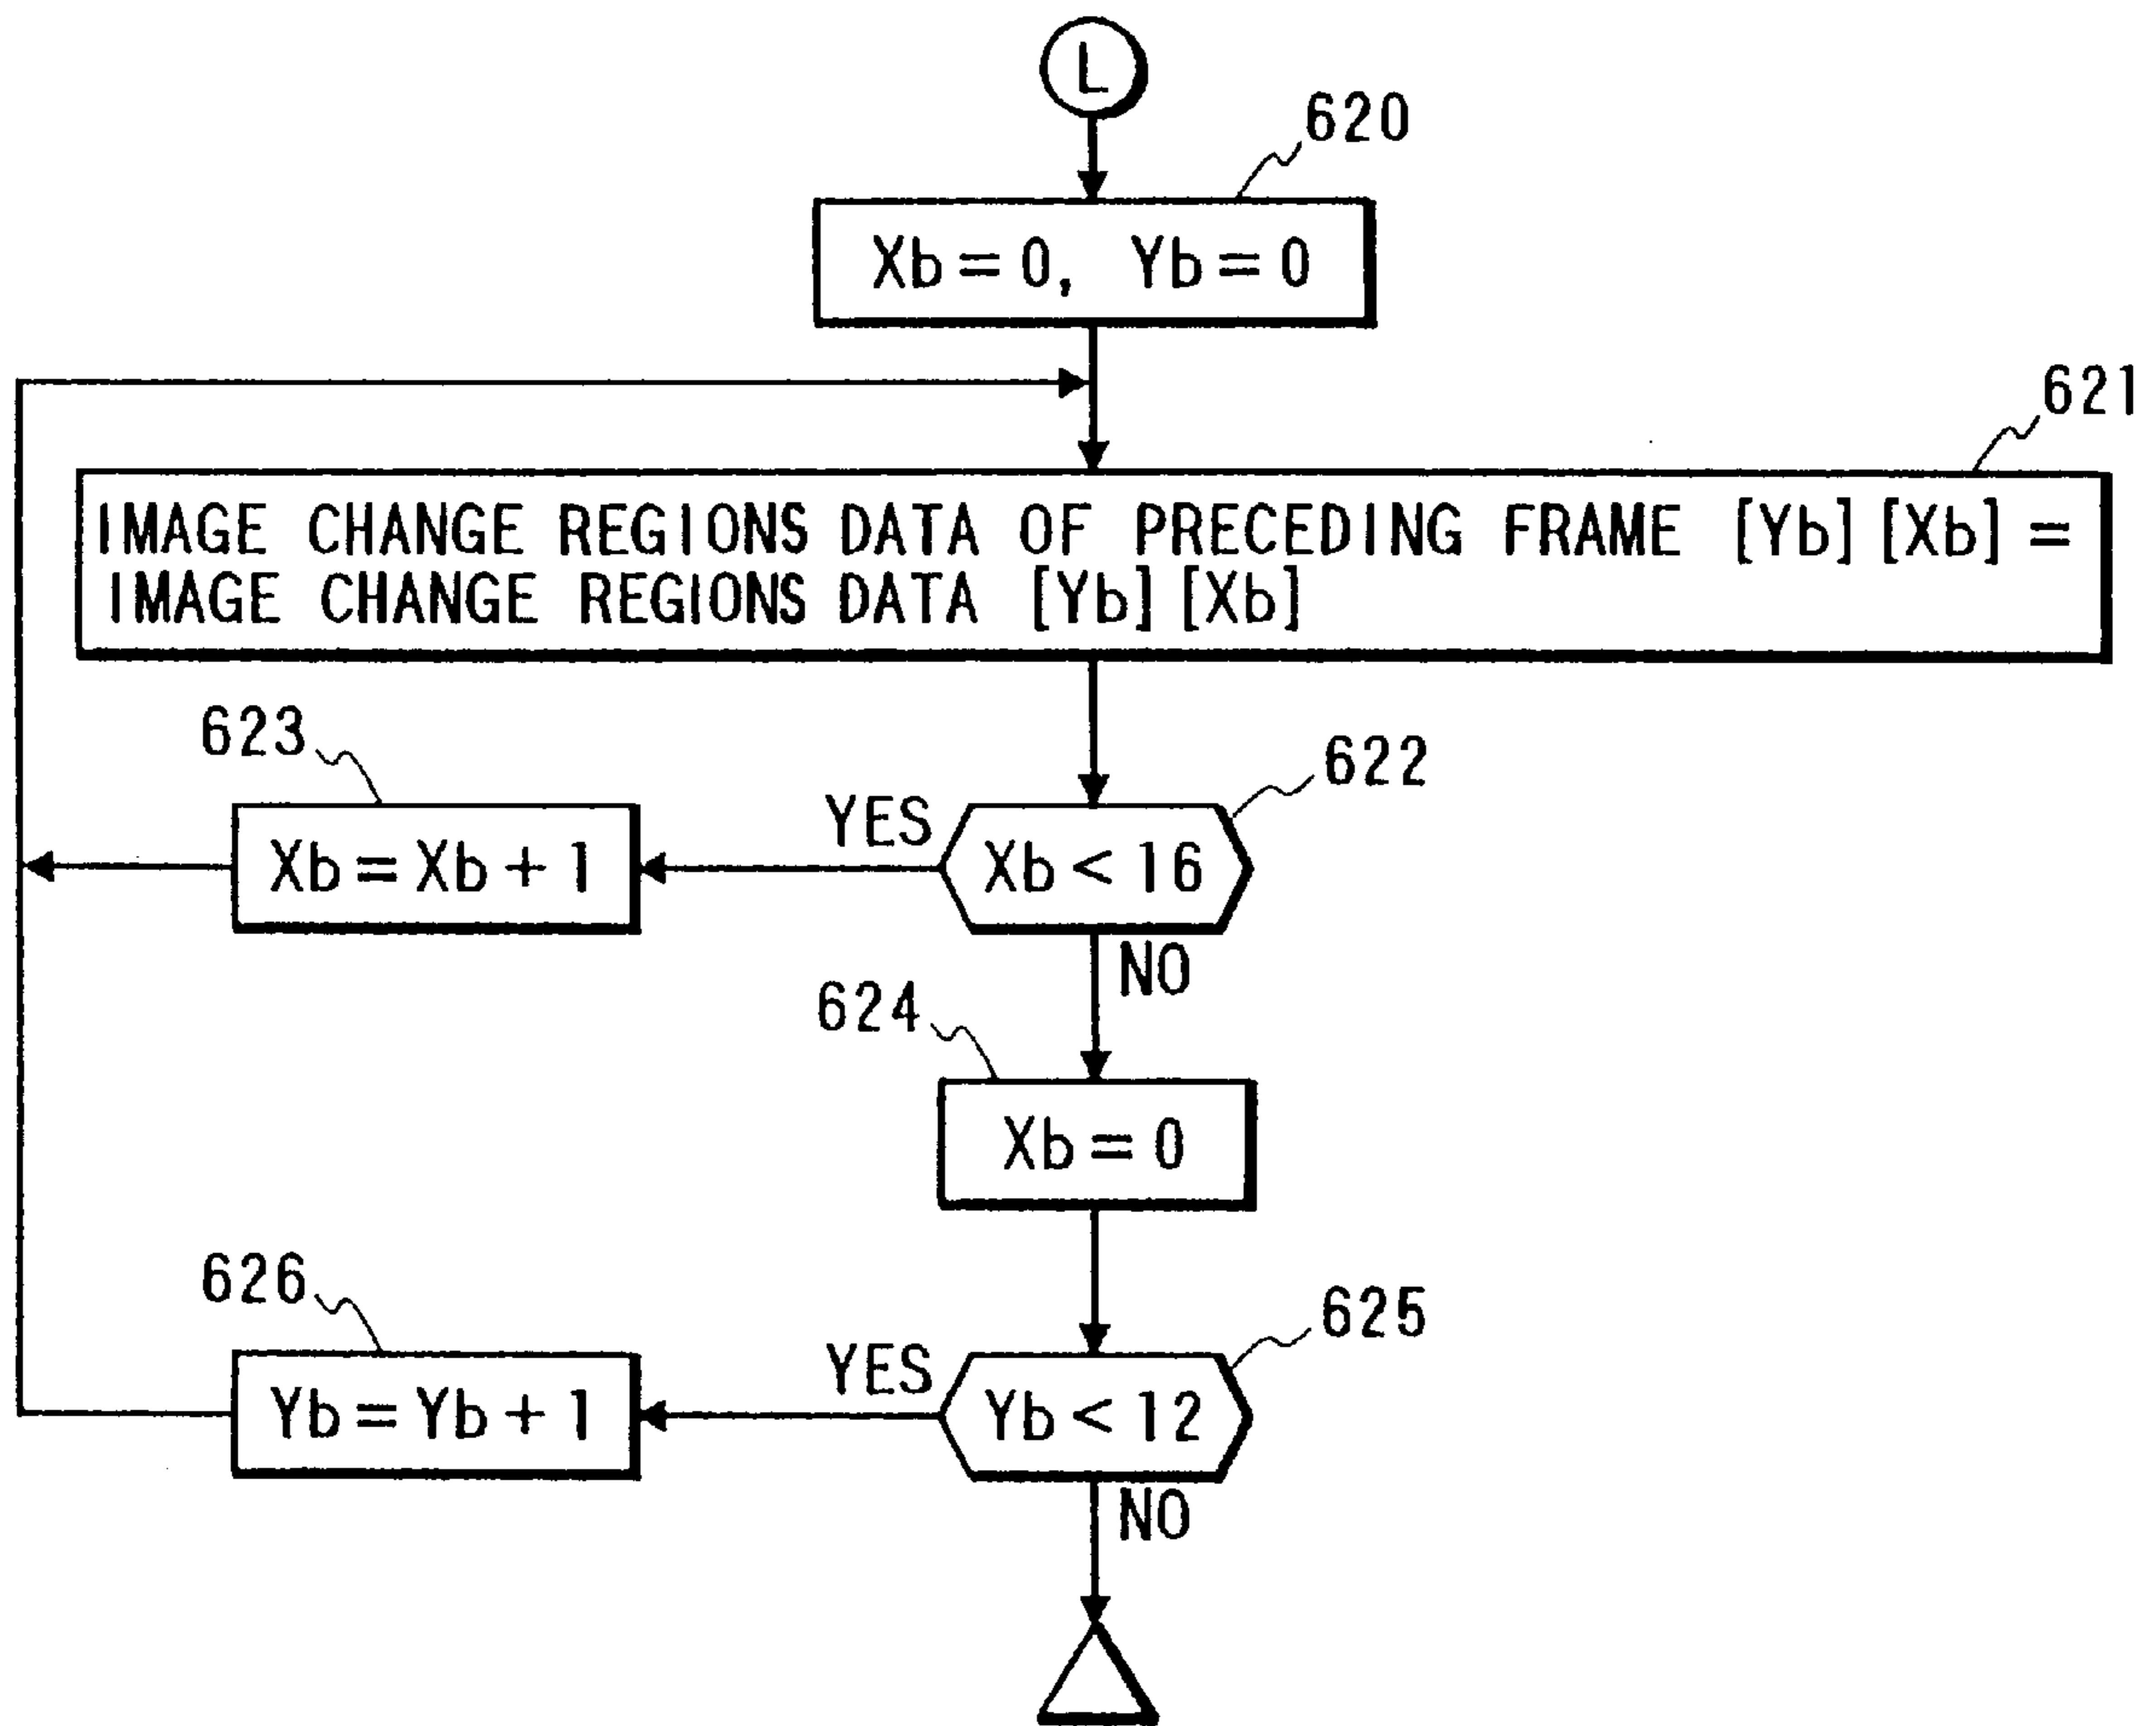 L
620
Xb=0, Yb=0
621
IMAGE CHANGE REGIONS DATA OF PRECEDING FRAME [Yb][Xb]=
IMAGE CHANGE REGIONS DATA [Yb][Xb]
623
622
YES
Xb=Xb+1
Xb<16
NO
624
Xb=0
626
625
YES
Yb=Yb+1
Yb<12
NO